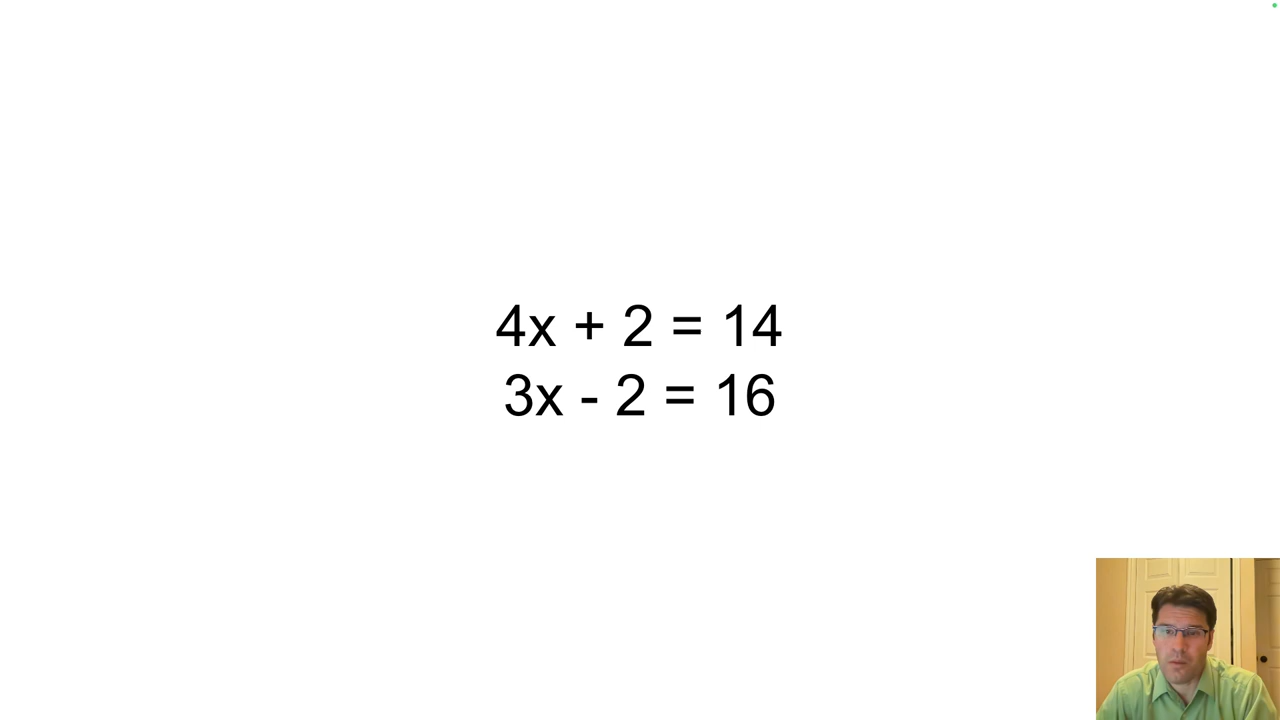 4x + 2 = 14
3x - 2 = 16